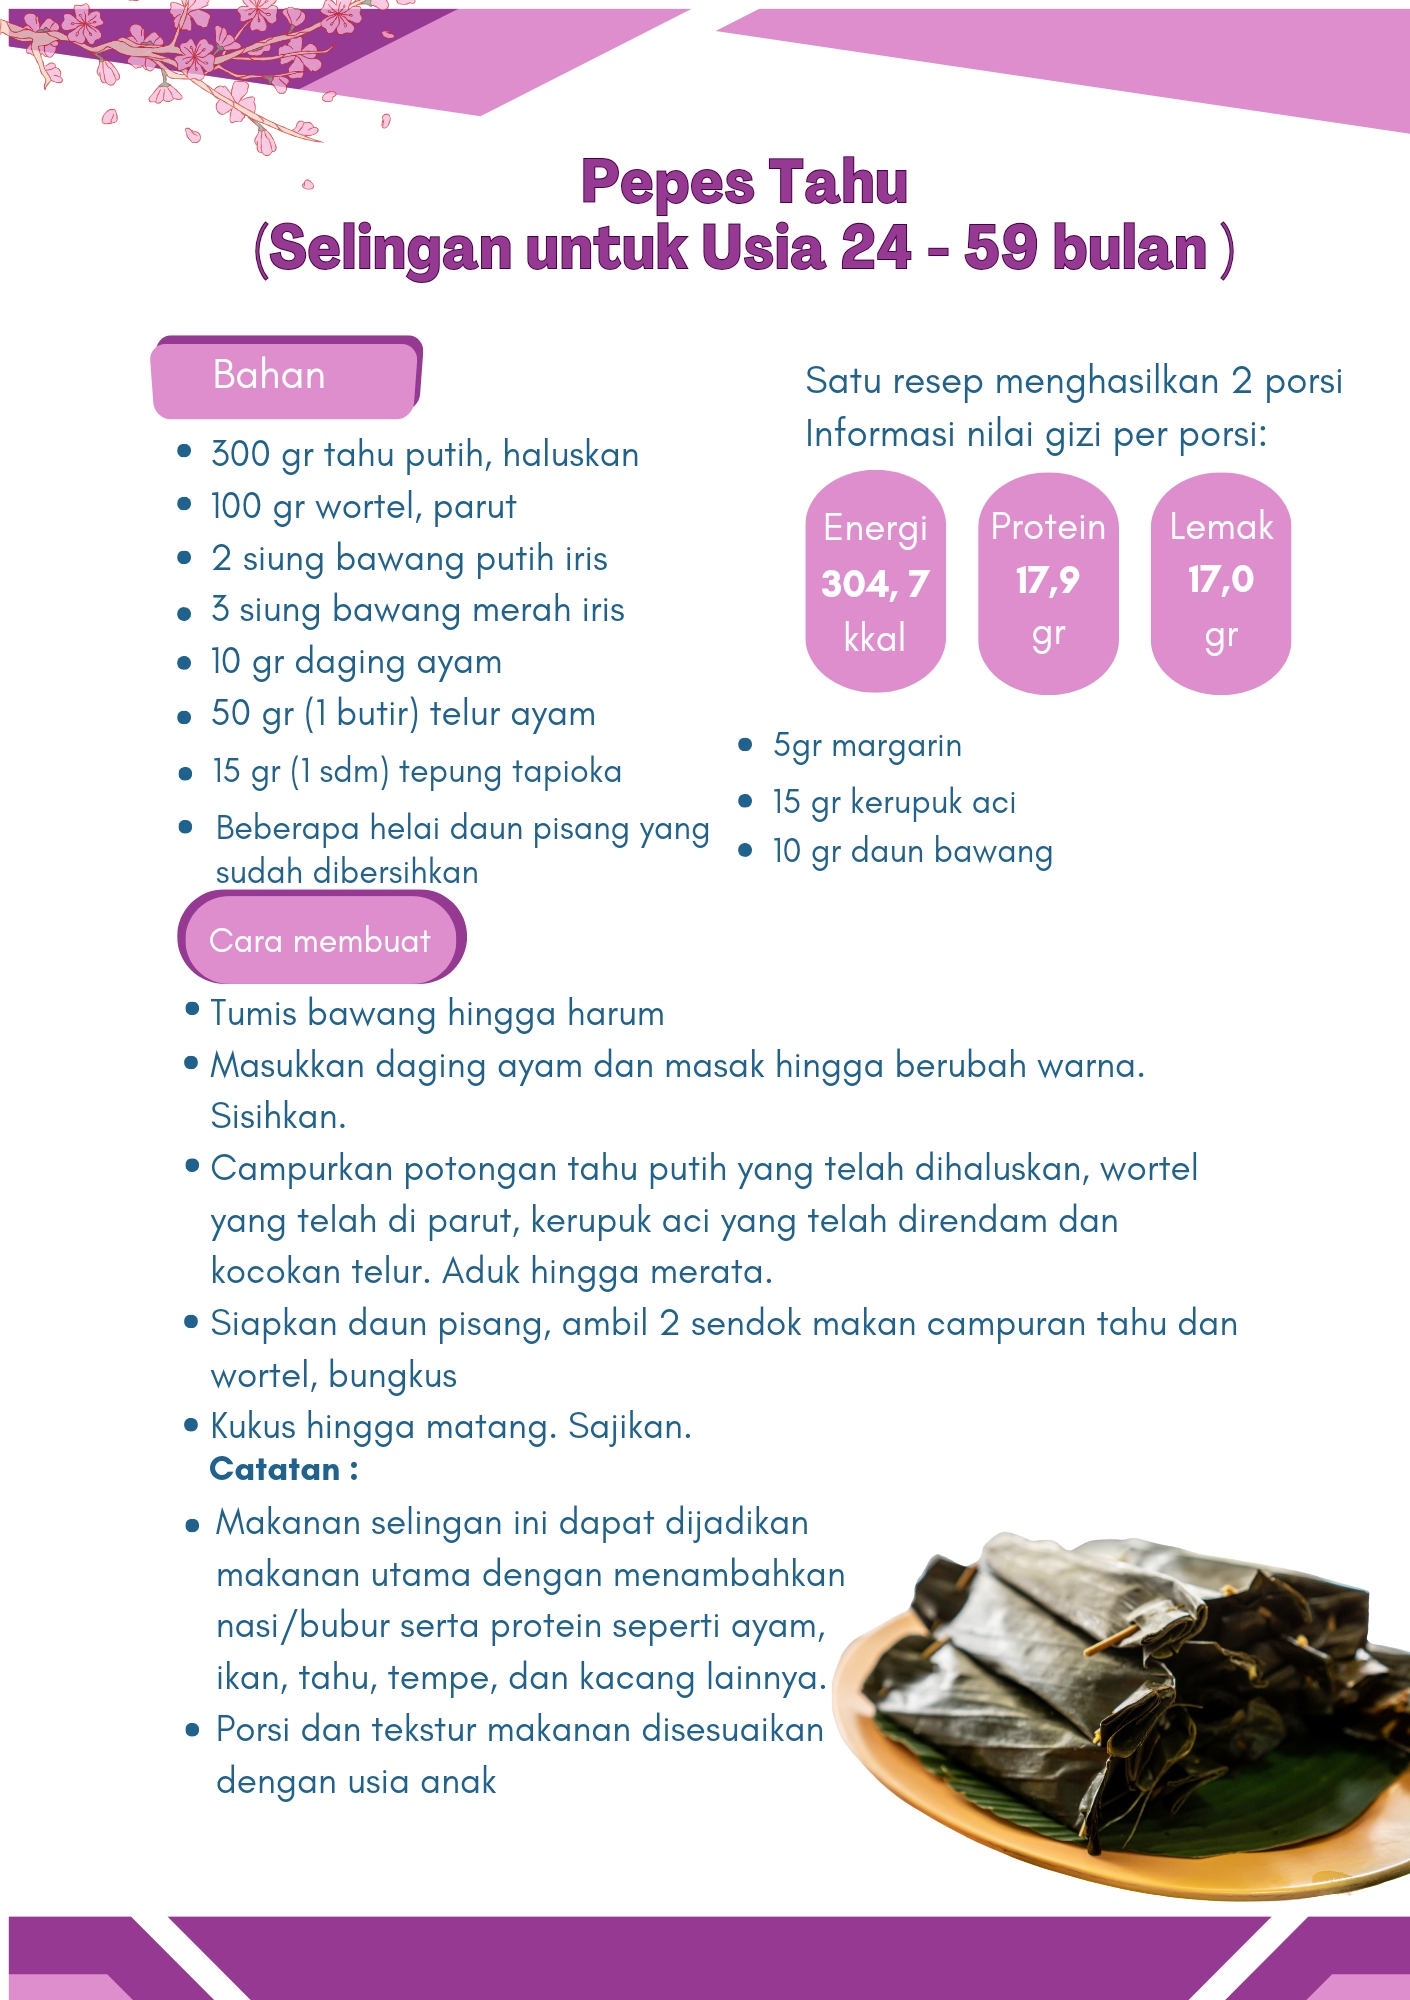 Pepes Tahu
(Selingan untuk Usia 24 - 59 bulan )
Bahan
300 gr tahu putih, haluskan
100 gr wortel, parut
2 siung bawang putih iris
3 siung bawang merah iris
10 gr daging ayam
50 gr (1 butir) telur ayam
15 gr (1 sdm) tepung tapioka
Beberapa helai daun pisang yang
sudah dibersihkan
Satu resep menghasilkan 2 porsi
Informasi nilai gizi per porsi:
Energi
304, 7
kkal
Protein
17,9
gr
Lemak
17,0
gr
5gr margarin
15 gr kerupuk aci
10 gr daun bawang
Cara membuat
Tumis bawang hingga harum
Masukkan daging ayam dan masak hingga berubah warna.
Sisihkan.
Campurkan potongan tahu putih yang telah dihaluskan, wortel
yang telah di parut, kerupuk aci yang telah direndam dan
kocokan telur. Aduk hingga merata.
Siapkan daun pisang, ambil 2 sendok makan campuran tahu dan
wortel, bungkus
Kukus hingga matang. Sajikan.
Catatan :
Makanan selingan ini dapat dijadikan
makanan utama dengan menambahkan
nasi/bubur serta protein seperti ayam,
ikan, tahu, tempe, dan kacang lainnya.
Porsi dan tekstur makanan disesuaikan
dengan usia anak